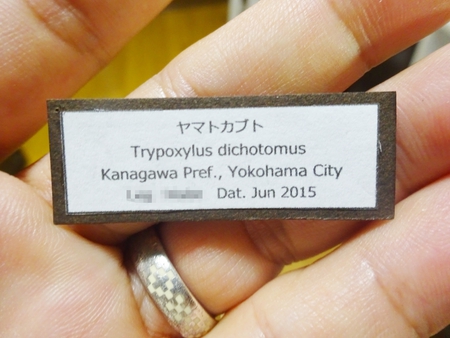 ヤマトカブト
Trypoxylus dichotomus
Kanagawa Pref., Yokohama City
Dat. Jun 2015